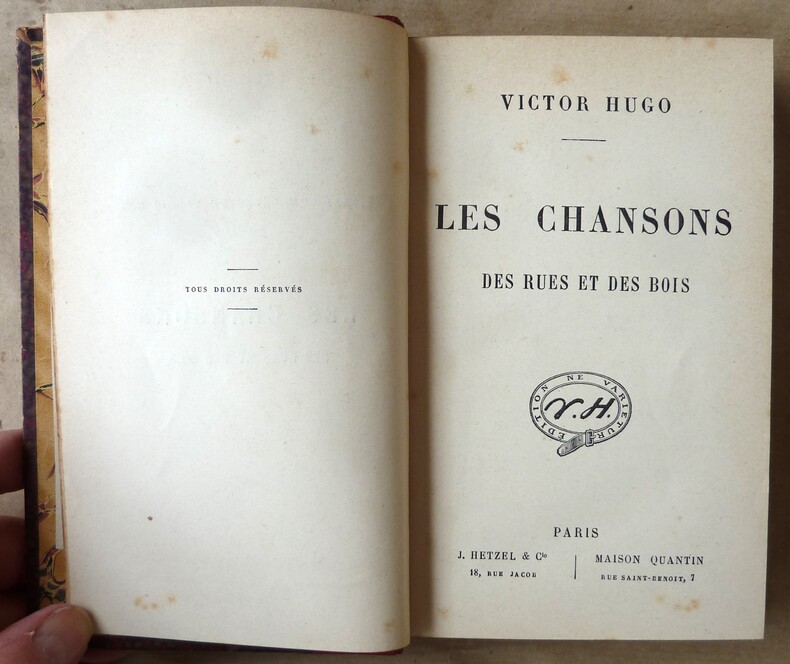 TOUS DROITS RÉSERVÉS
VICTOR HUGO
LES CHANSONS
DES RUES ET DES BOIS
ÉDITION NE VARIETUR
V.H.
PARIS
J. HETZEL & Cie
18, RUE JACOB
MAISON QUANTIN
RUE SAINT-BENOIT, 7